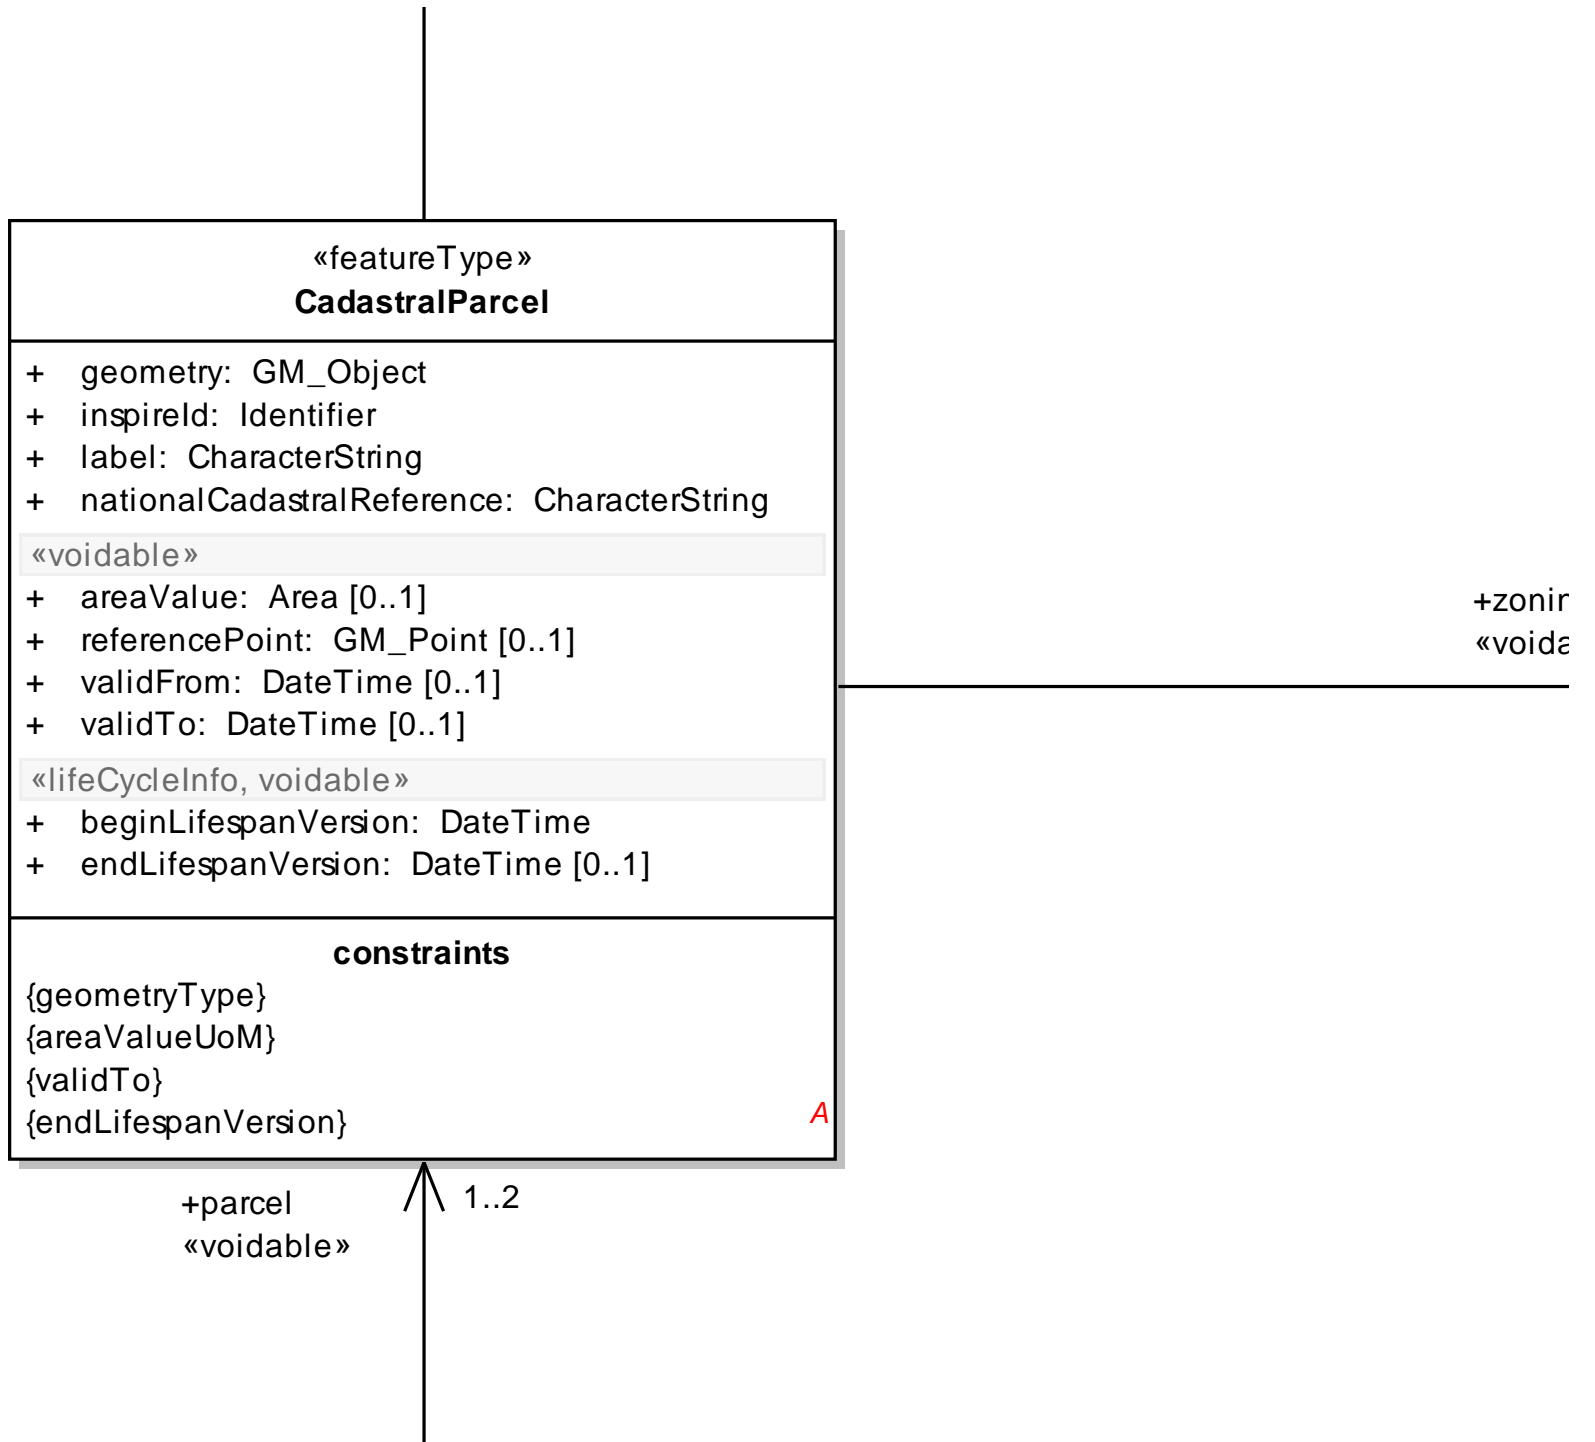 «featureType»
CadastralParcel
+ geometry: GM_Object
+ inspireId: Identifier
+ label: CharacterString
+ nationalCadastralReference: CharacterString
«voidable»
+ areaValue: Area [0..1]
+ referencePoint: GM_Point [0..1]
+ validFrom: DateTime [0..1]
+ validTo: DateTime [0..1]
«lifeCycleInfo, voidable»
+ beginLifespanVersion: DateTime
+ endLifespanVersion: DateTime [0..1]
constraints
{geometryType}
{areaValueUoM}
{validTo}
{endLifespanVersion}
A
+parcel
«voidable»
1..2